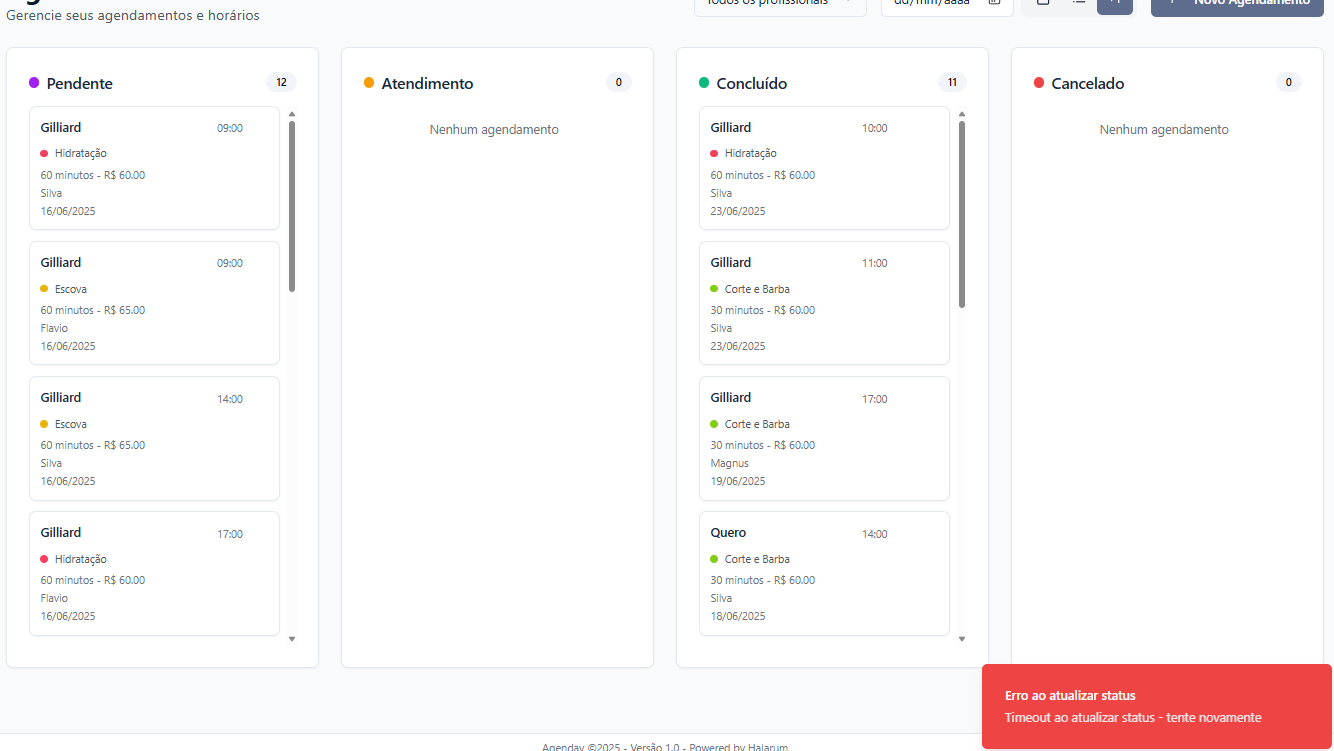 Gerencie seus agendamentos e horários
Todos os profissionais
dd/mm/aaaa
Novo Agendamento
Pendente 12
Gilliard 09:00
Hidratação
60 minutos - R$ 60.00
Silva
16/06/2025
Gilliard 09:00
Escova
60 minutos - R$ 65.00
Flavio
16/06/2025
Gilliard 14:00
Escova
60 minutos - R$ 65.00
Silva
16/06/2025
Gilliard 17:00
Hidratação
60 minutos - R$ 60.00
Flavio
16/06/2025
Atendimento 0
Nenhum agendamento
Concluído 11
Gilliard 10:00
Hidratação
60 minutos - R$ 60.00
Silva
23/06/2025
Gilliard 11:00
Corte e Barba
30 minutos - R$ 60.00
Silva
23/06/2025
Gilliard 17:00
Corte e Barba
30 minutos - R$ 60.00
Magnus
19/06/2025
Quero 14:00
Corte e Barba
30 minutos - R$ 60.00
Silva
18/06/2025
Cancelado 0
Nenhum agendamento
Erro ao atualizar status
Timeout ao atualizar status - tente novamente
©2025 - Versão 1.0 - Powered by Halarum